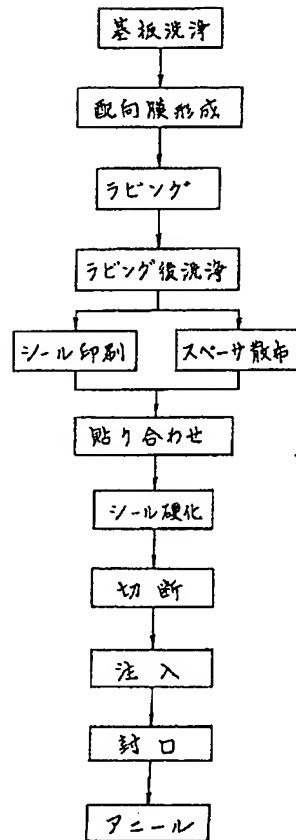 基板洗浄
配向膜形成
ラビング
ラビング後洗浄
シール印刷
スペーサ散布
貼り合わせ
シール硬化
切断
注入
封口
アニール